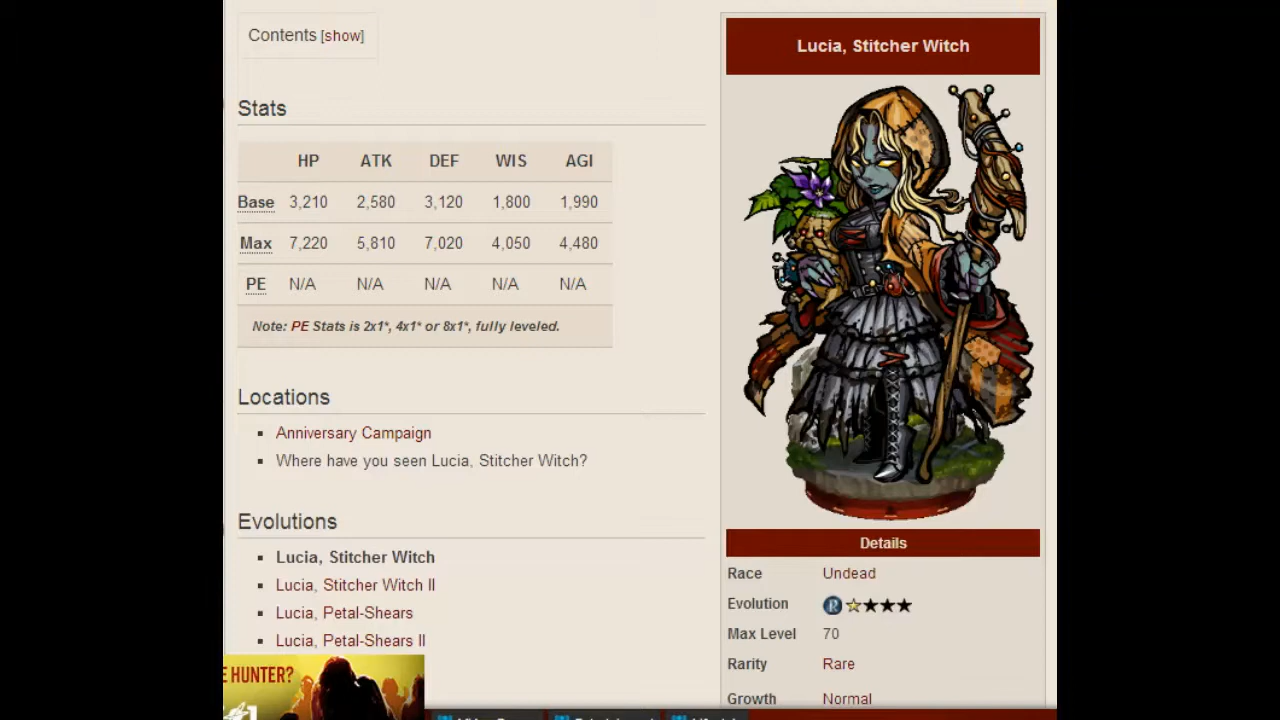 Contents [show]
Lucia, Stitcher Witch
Stats
HP ATK DEF WIS AGI
Base 3,210 2,580 3,120 1,800 1,990
Max 7,220 5,810 7,020 4,050 4,480
PE N/A N/A N/A N/A N/A
Note: PE Stats is 2x1*, 4x1* or 8x1*, fully leveled.
Locations
Anniversary Campaign
Where have you seen Lucia, Stitcher Witch?
Evolutions
Lucia, Stitcher Witch
Lucia, Stitcher Witch II
Lucia, Petal-Shears
Lucia, Petal-Shears II
Details
Race Undead
Evolution R
Max Level 70
Rarity Rare
Growth Normal
E HUNTER?